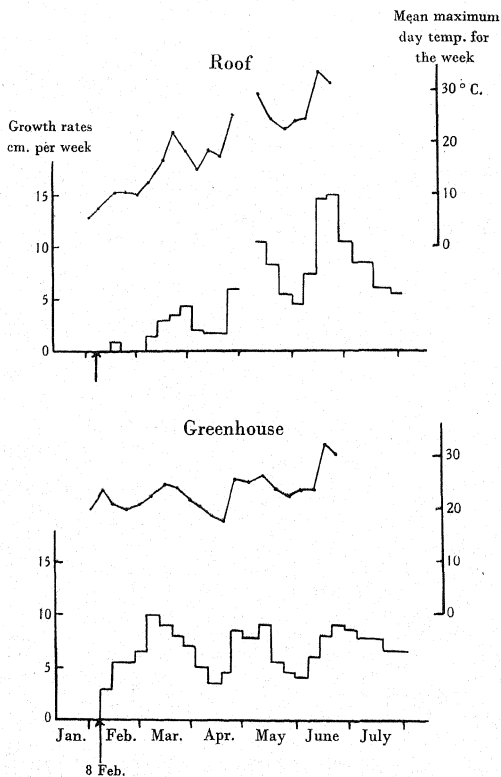 Mean maximum
day temp. for
the week
Roof
30° C.
Growth rates
cm. per week
20
15
10
10
0
5
0
Greenhouse
30
20
15
10
10
0
5
0
Jan. Feb. Mar. Apr. May June July
8 Feb.